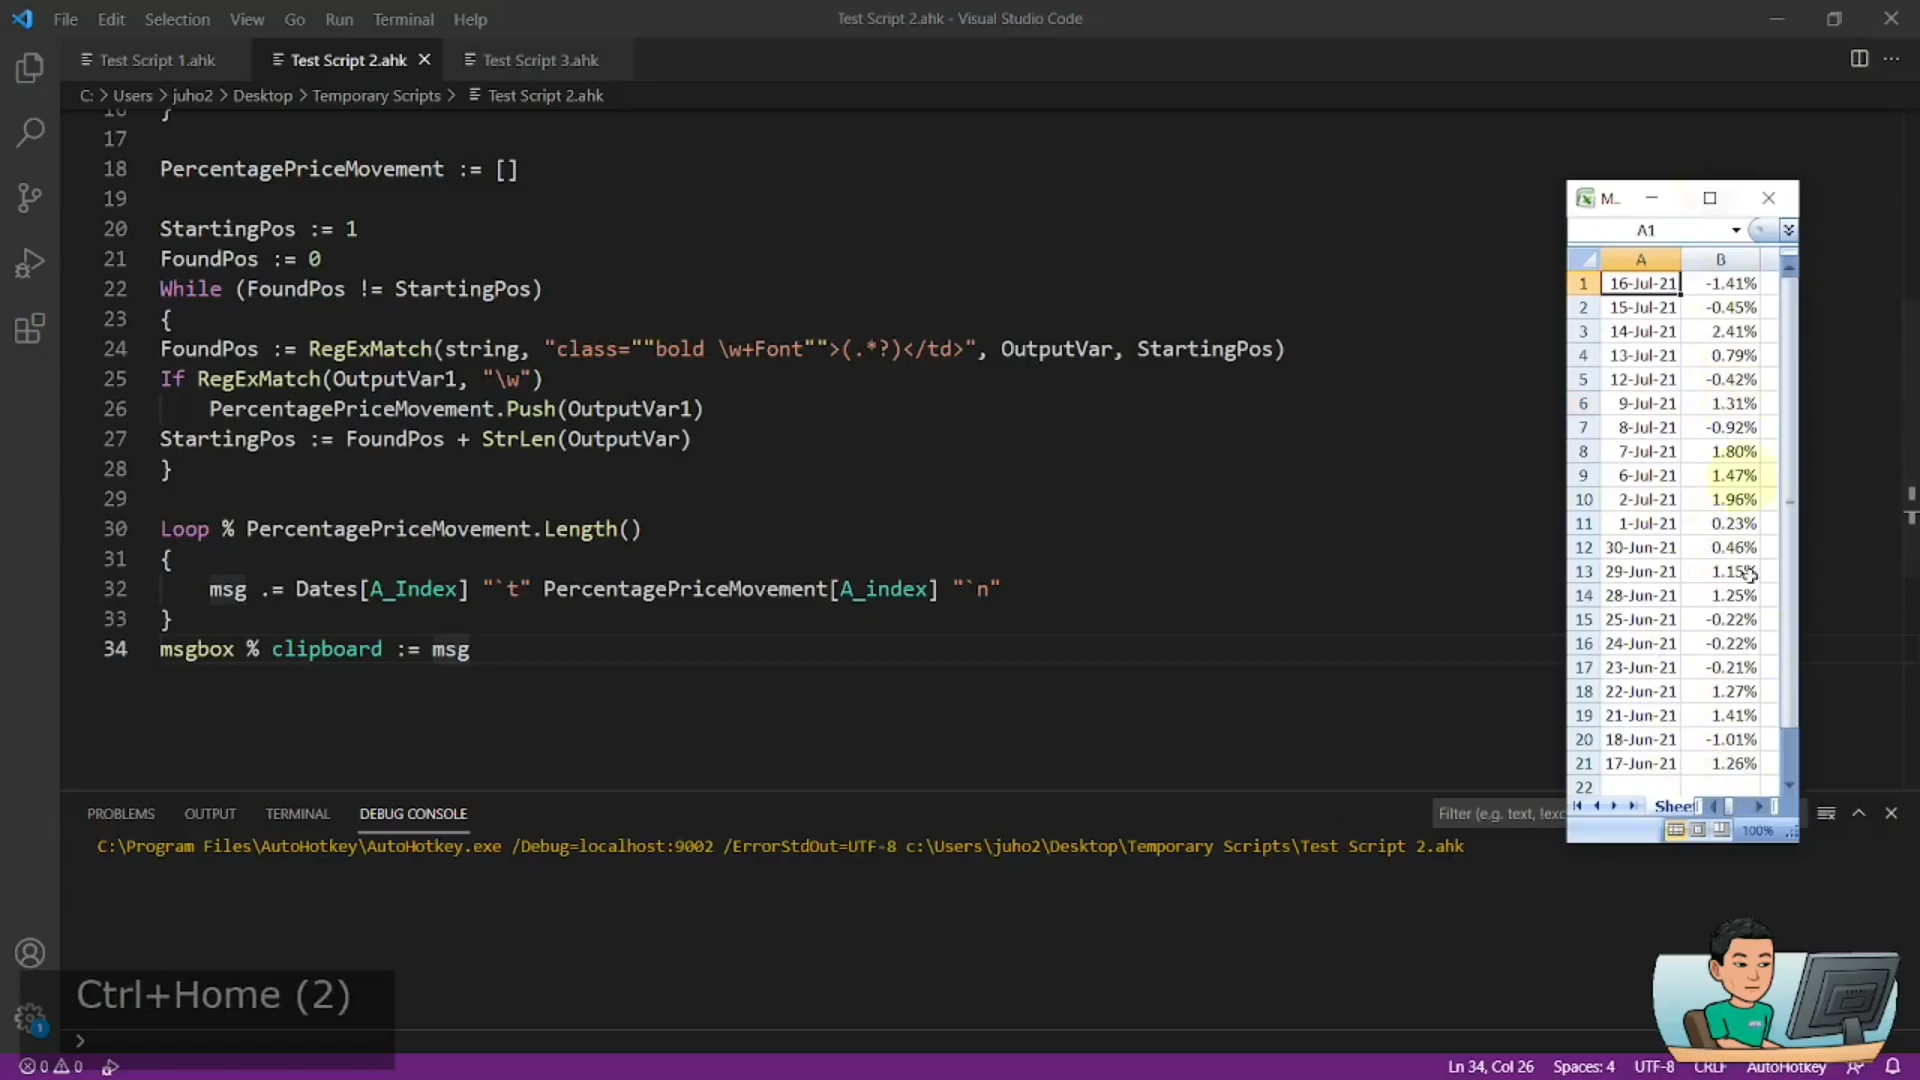 File Edit Selection View Go Run Terminal Help
Test Script 2.ahk - Visual Studio Code
Test Script 1.ahk
Test Script 2.ahk
Test Script 3.ahk
C: > Users > juho2 > Desktop > Temporary Scripts > Test Script 2.ahk
16 }
17
18 PercentagePriceMovement := []
19
20 StartingPos := 1
21 FoundPos := 0
22 While (FoundPos != StartingPos)
23 {
24 FoundPos := RegExMatch(string, "class=""bold \w+Font"">(.*?)</td>", OutputVar, StartingPos)
25 If RegExMatch(OutputVar1, "\w")
26 PercentagePriceMovement.Push(OutputVar1)
27 StartingPos := FoundPos + StrLen(OutputVar)
28 }
29
30 Loop % PercentagePriceMovement.Length()
31 {
32 msg .= Dates[A_Index] "`t" PercentagePriceMovement[A_index] "`n"
33 }
34 msgbox % clipboard := msg
M..
A1
A B
1 16-Jul-21 -1.41%
2 15-Jul-21 -0.45%
3 14-Jul-21 2.41%
4 13-Jul-21 0.79%
5 12-Jul-21 -0.42%
6 9-Jul-21 1.31%
7 8-Jul-21 -0.92%
8 7-Jul-21 1.80%
9 6-Jul-21 1.47%
10 2-Jul-21 1.96%
11 1-Jul-21 0.23%
12 30-Jun-21 0.46%
13 29-Jun-21 1.15%
14 28-Jun-21 1.25%
15 25-Jun-21 -0.22%
16 24-Jun-21 -0.22%
17 23-Jun-21 -0.21%
18 22-Jun-21 1.27%
19 21-Jun-21 1.41%
20 18-Jun-21 -1.01%
21 17-Jun-21 1.26%
22
Sheet
100%
PROBLEMS OUTPUT TERMINAL DEBUG CONSOLE
Filter (e.g. text, !exc
C:\Program Files\AutoHotkey\AutoHotkey.exe /Debug=localhost:9002 /ErrorStdOut=UTF-8 c:\Users\juho2\Desktop\Temporary Scripts\Test Script 2.ahk
Ctrl+Home (2)
1
0 0
Ln 34, Col 26 Spaces: 4 UTF-8 CRLF AutoHotkey